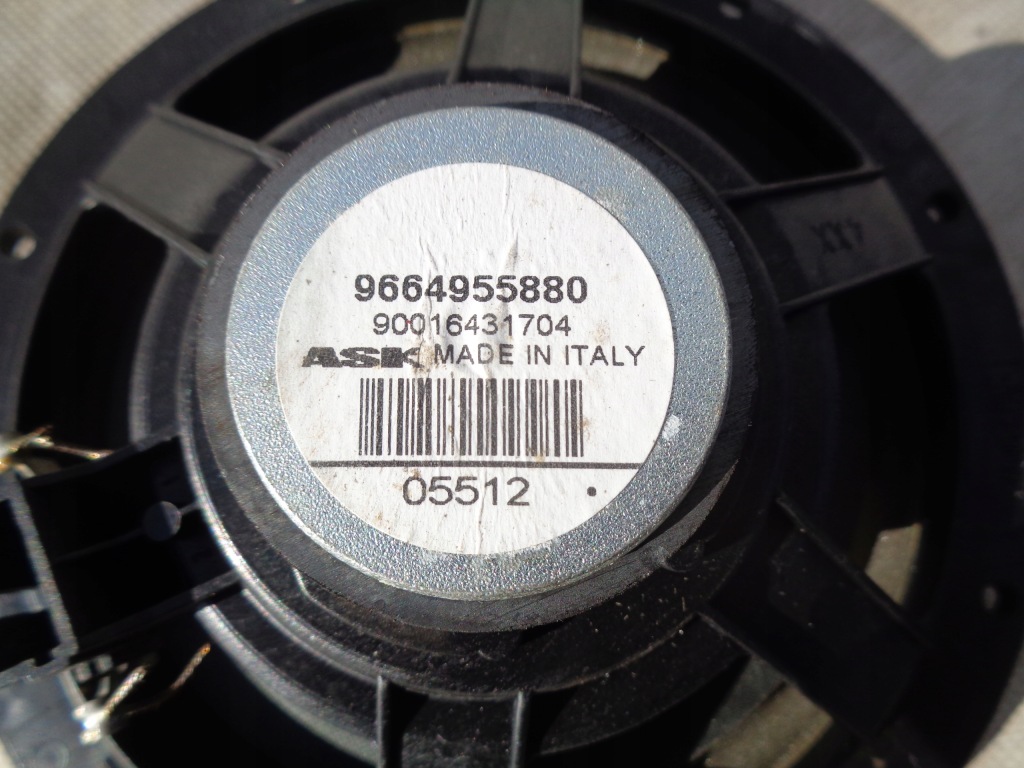 9664955880
90016431704
ASK MADE IN ITALY
05512 .